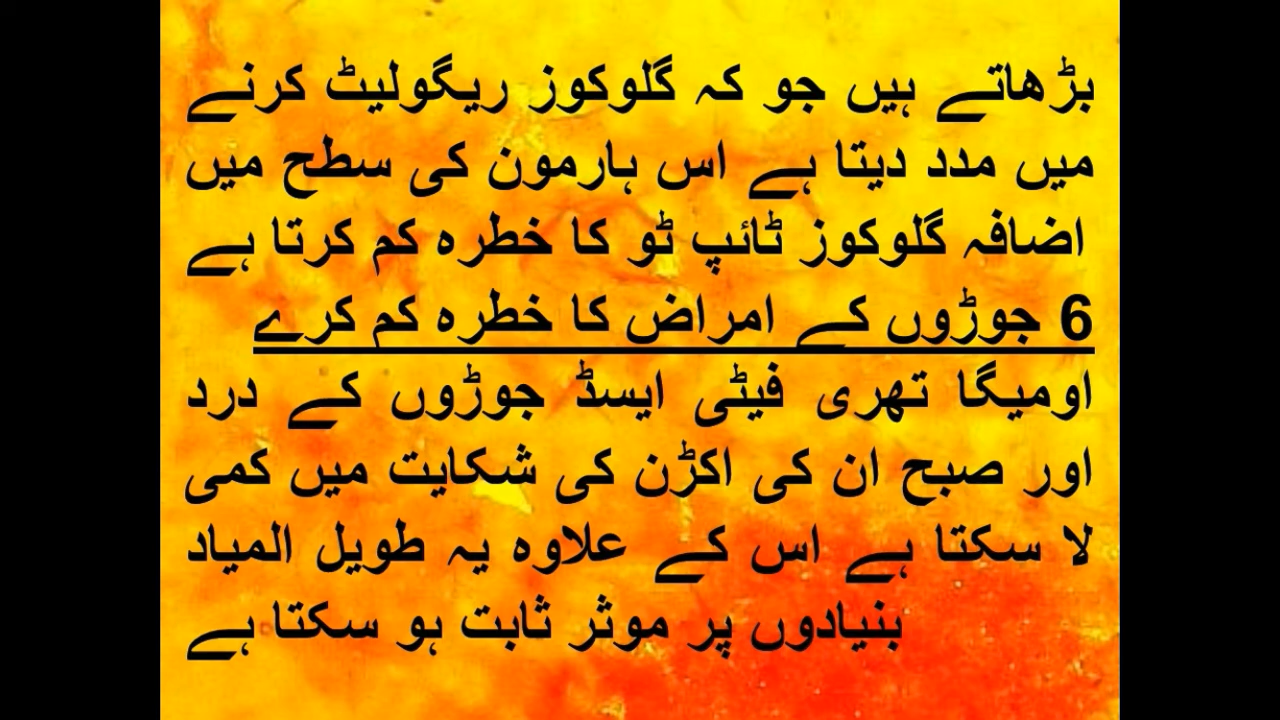 بڑھاتے ہیں جو کہ گلوکوز ریگولیٹ کرنے
میں مدد دیتا ہے اس ہارمون کی سطح میں
اضافہ گلوکوز ٹائپ ٹو کا خطرہ کم کرتا ہے
6 جوڑوں کے امراض کا خطرہ کم کرے
اومیگا تھری فیٹی ایسڈ جوڑوں کے درد
اور صبح ان کی اکڑن کی شکایت میں کمی
لا سکتا ہے اس کے علاوہ یہ طویل المیاد
بنیادوں پر موثر ثابت ہو سکتا ہے